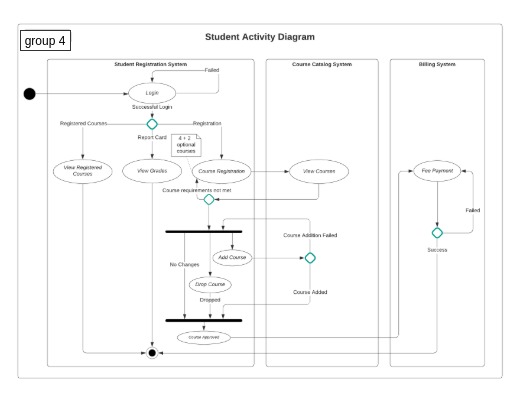 group 4
Student Activity Diagram
Student Registration System
Course Catalog System
Billing System
Failed
Login
Successful Login
Registered Courses
Registration
Report Card
4 + 2
optional
courses
View Registered
Courses
View Grades
Course Registration
View Courses
Fee Payment
Course requirements not met
Failed
Course Addition Failed
Success
Add Course
No Changes
Drop Course
Course Added
Dropped
Course Approved